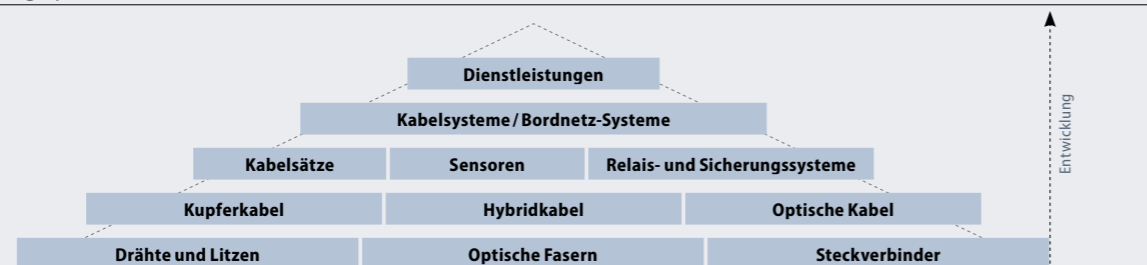 Dienstleistungen
Kabelsysteme / Bordnetz-Systeme
Kabelsätze Sensoren Relais- und Sicherungssysteme
Kupferkabel Hybridkabel Optische Kabel
Drähte und Litzen Optische Fasern Steckverbinder
Entwicklung